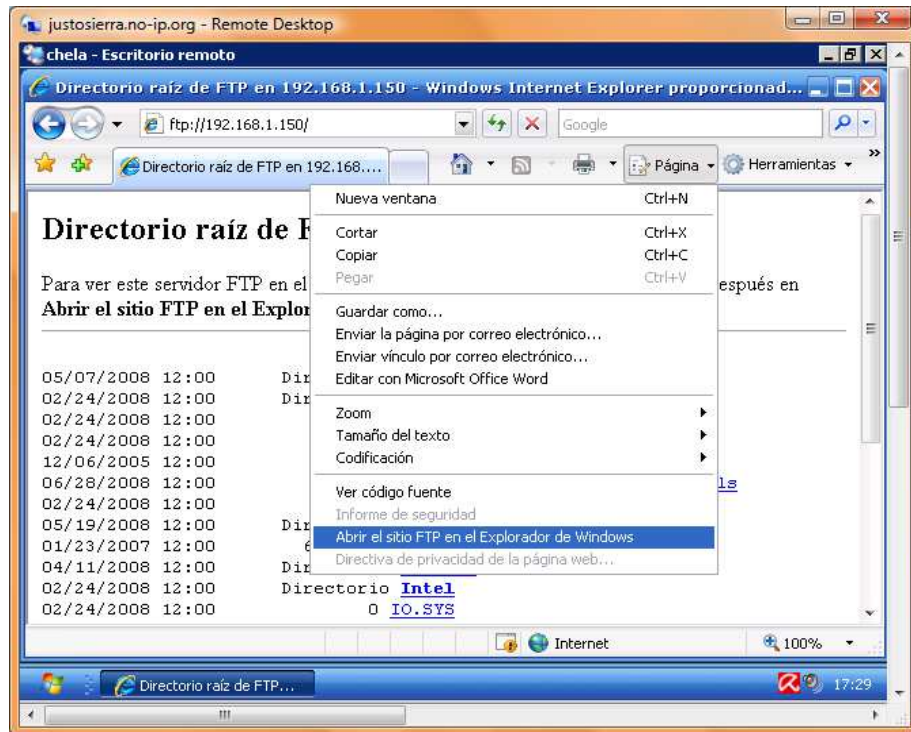 justosierra.no-ip.org - Remote Desktop
chela - Escritorio remoto
Directorio raíz de FTP en 192.168.1.150 - Windows Internet Explorer proporcionad...
ftp://192.168.1.150/
Google
Directorio raíz de FTP en 192.168....
Página
Herramientas
»
Directorio raíz de F
Para ver este servidor FTP en el
espués en
Abrir el sitio FTP en el Explor
Nueva ventana Ctrl+N
Cortar Ctrl+X
Copiar Ctrl+C
Pegar Ctrl+V
Guardar como...
Enviar la página por correo electrónico...
Enviar vínculo por correo electrónico...
Editar con Microsoft Office Word
Zoom
Tamaño del texto
Codificación
Ver código fuente
Informe de seguridad
Abrir el sitio FTP en el Explorador de Windows
Directiva de privacidad de la página web...
05/07/2008 12:00 Dir
02/24/2008 12:00 Dir
02/24/2008 12:00
02/24/2008 12:00
12/06/2005 12:00
06/28/2008 12:00 ls
02/24/2008 12:00
05/19/2008 12:00 Dir
01/23/2007 12:00 6
04/11/2008 12:00 Dir
02/24/2008 12:00 Directorio Intel
02/24/2008 12:00 0 IO.SYS
Internet
100%
Directorio raíz de FTP...
17:29